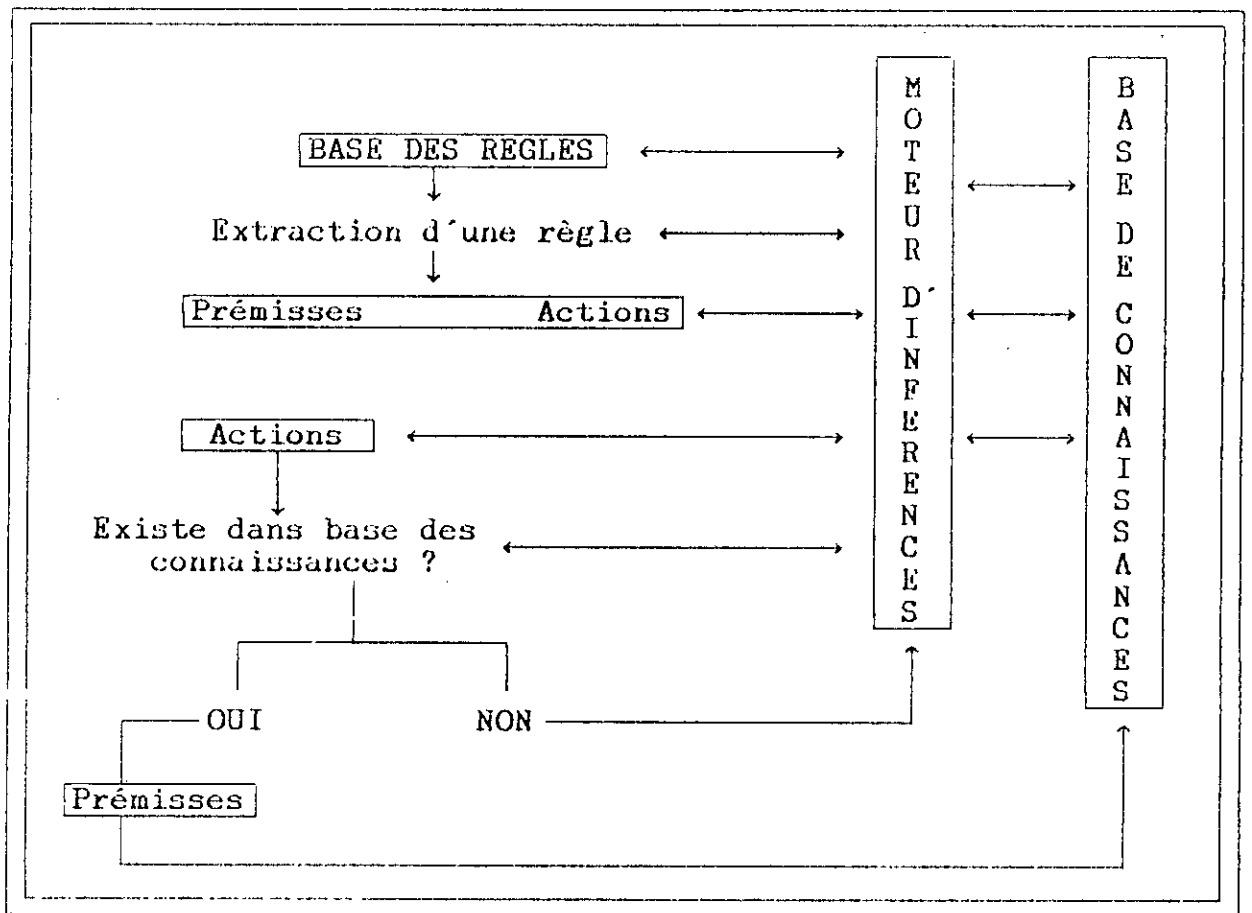 BASE DES REGLES
Extraction d´une règle
Prémisses Actions
Actions
Existe dans base des
connaissances ?
OUI NON
Prémisses
MOTEUR D´INFERENCES
BASE DE CONNAISSANCES